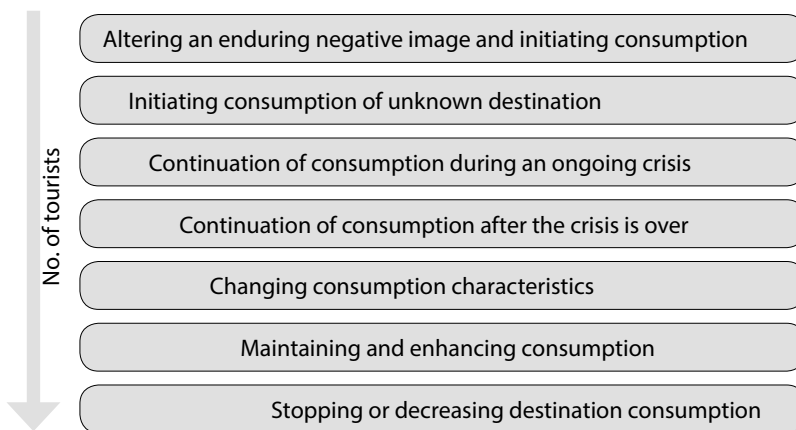 Altering an enduring negative image and initiating consumption
Initiating consumption of unknown destination
Continuation of consumption during an ongoing crisis
Continuation of consumption after the crisis is over
Changing consumption characteristics
Maintaining and enhancing consumption
Stopping or decreasing destination consumption
No. of tourists